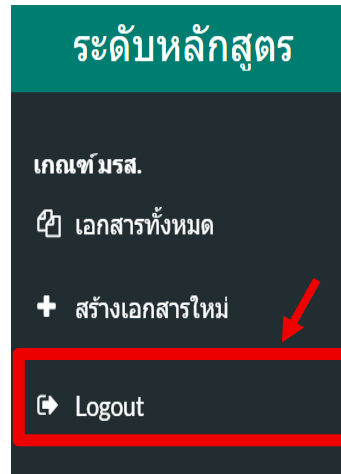 ระดับหลักสูตร
เกณฑ์ มรส.
เอกสารทั้งหมด
สร้างเอกสารใหม่
Logout